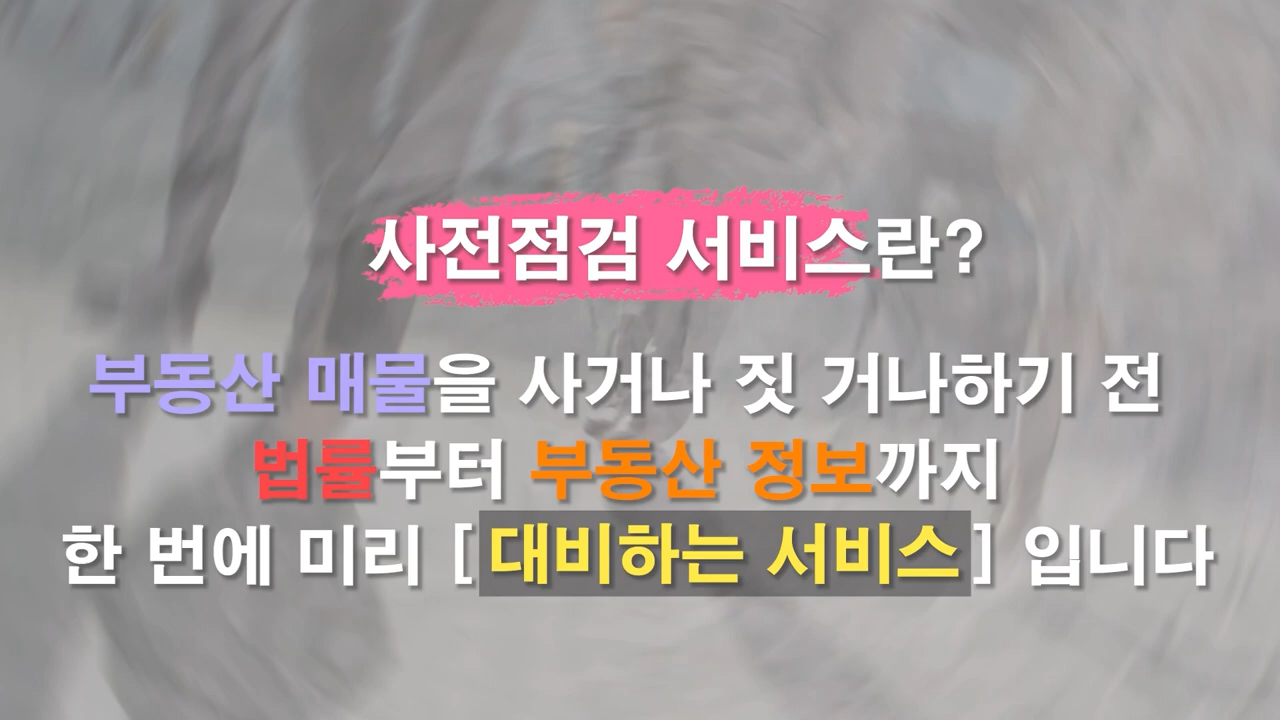 사전점검 서비스란?
부동산 매물을 사거나 짓 거나하기 전
법률부터 부동산 정보까지
한 번에 미리 [대비하는 서비스] 입니다